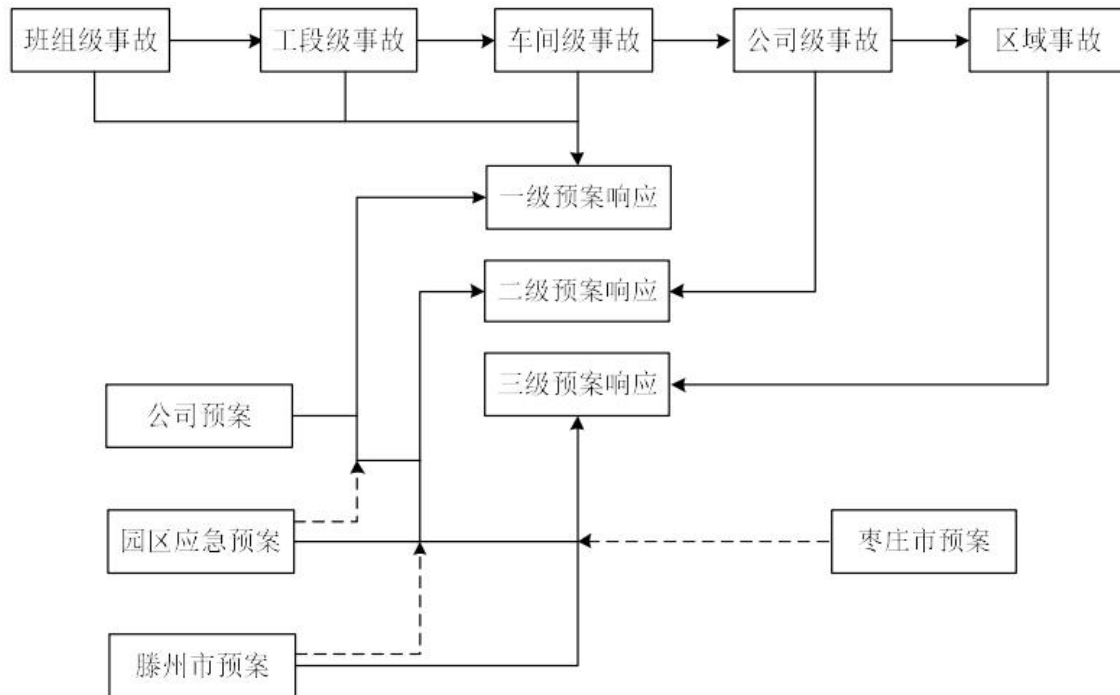 班组级事故
工段级事故
车间级事故
公司级事故
区域事故
一级预案响应
二级预案响应
三级预案响应
公司预案
园区应急预案
枣庄市预案
滕州市预案